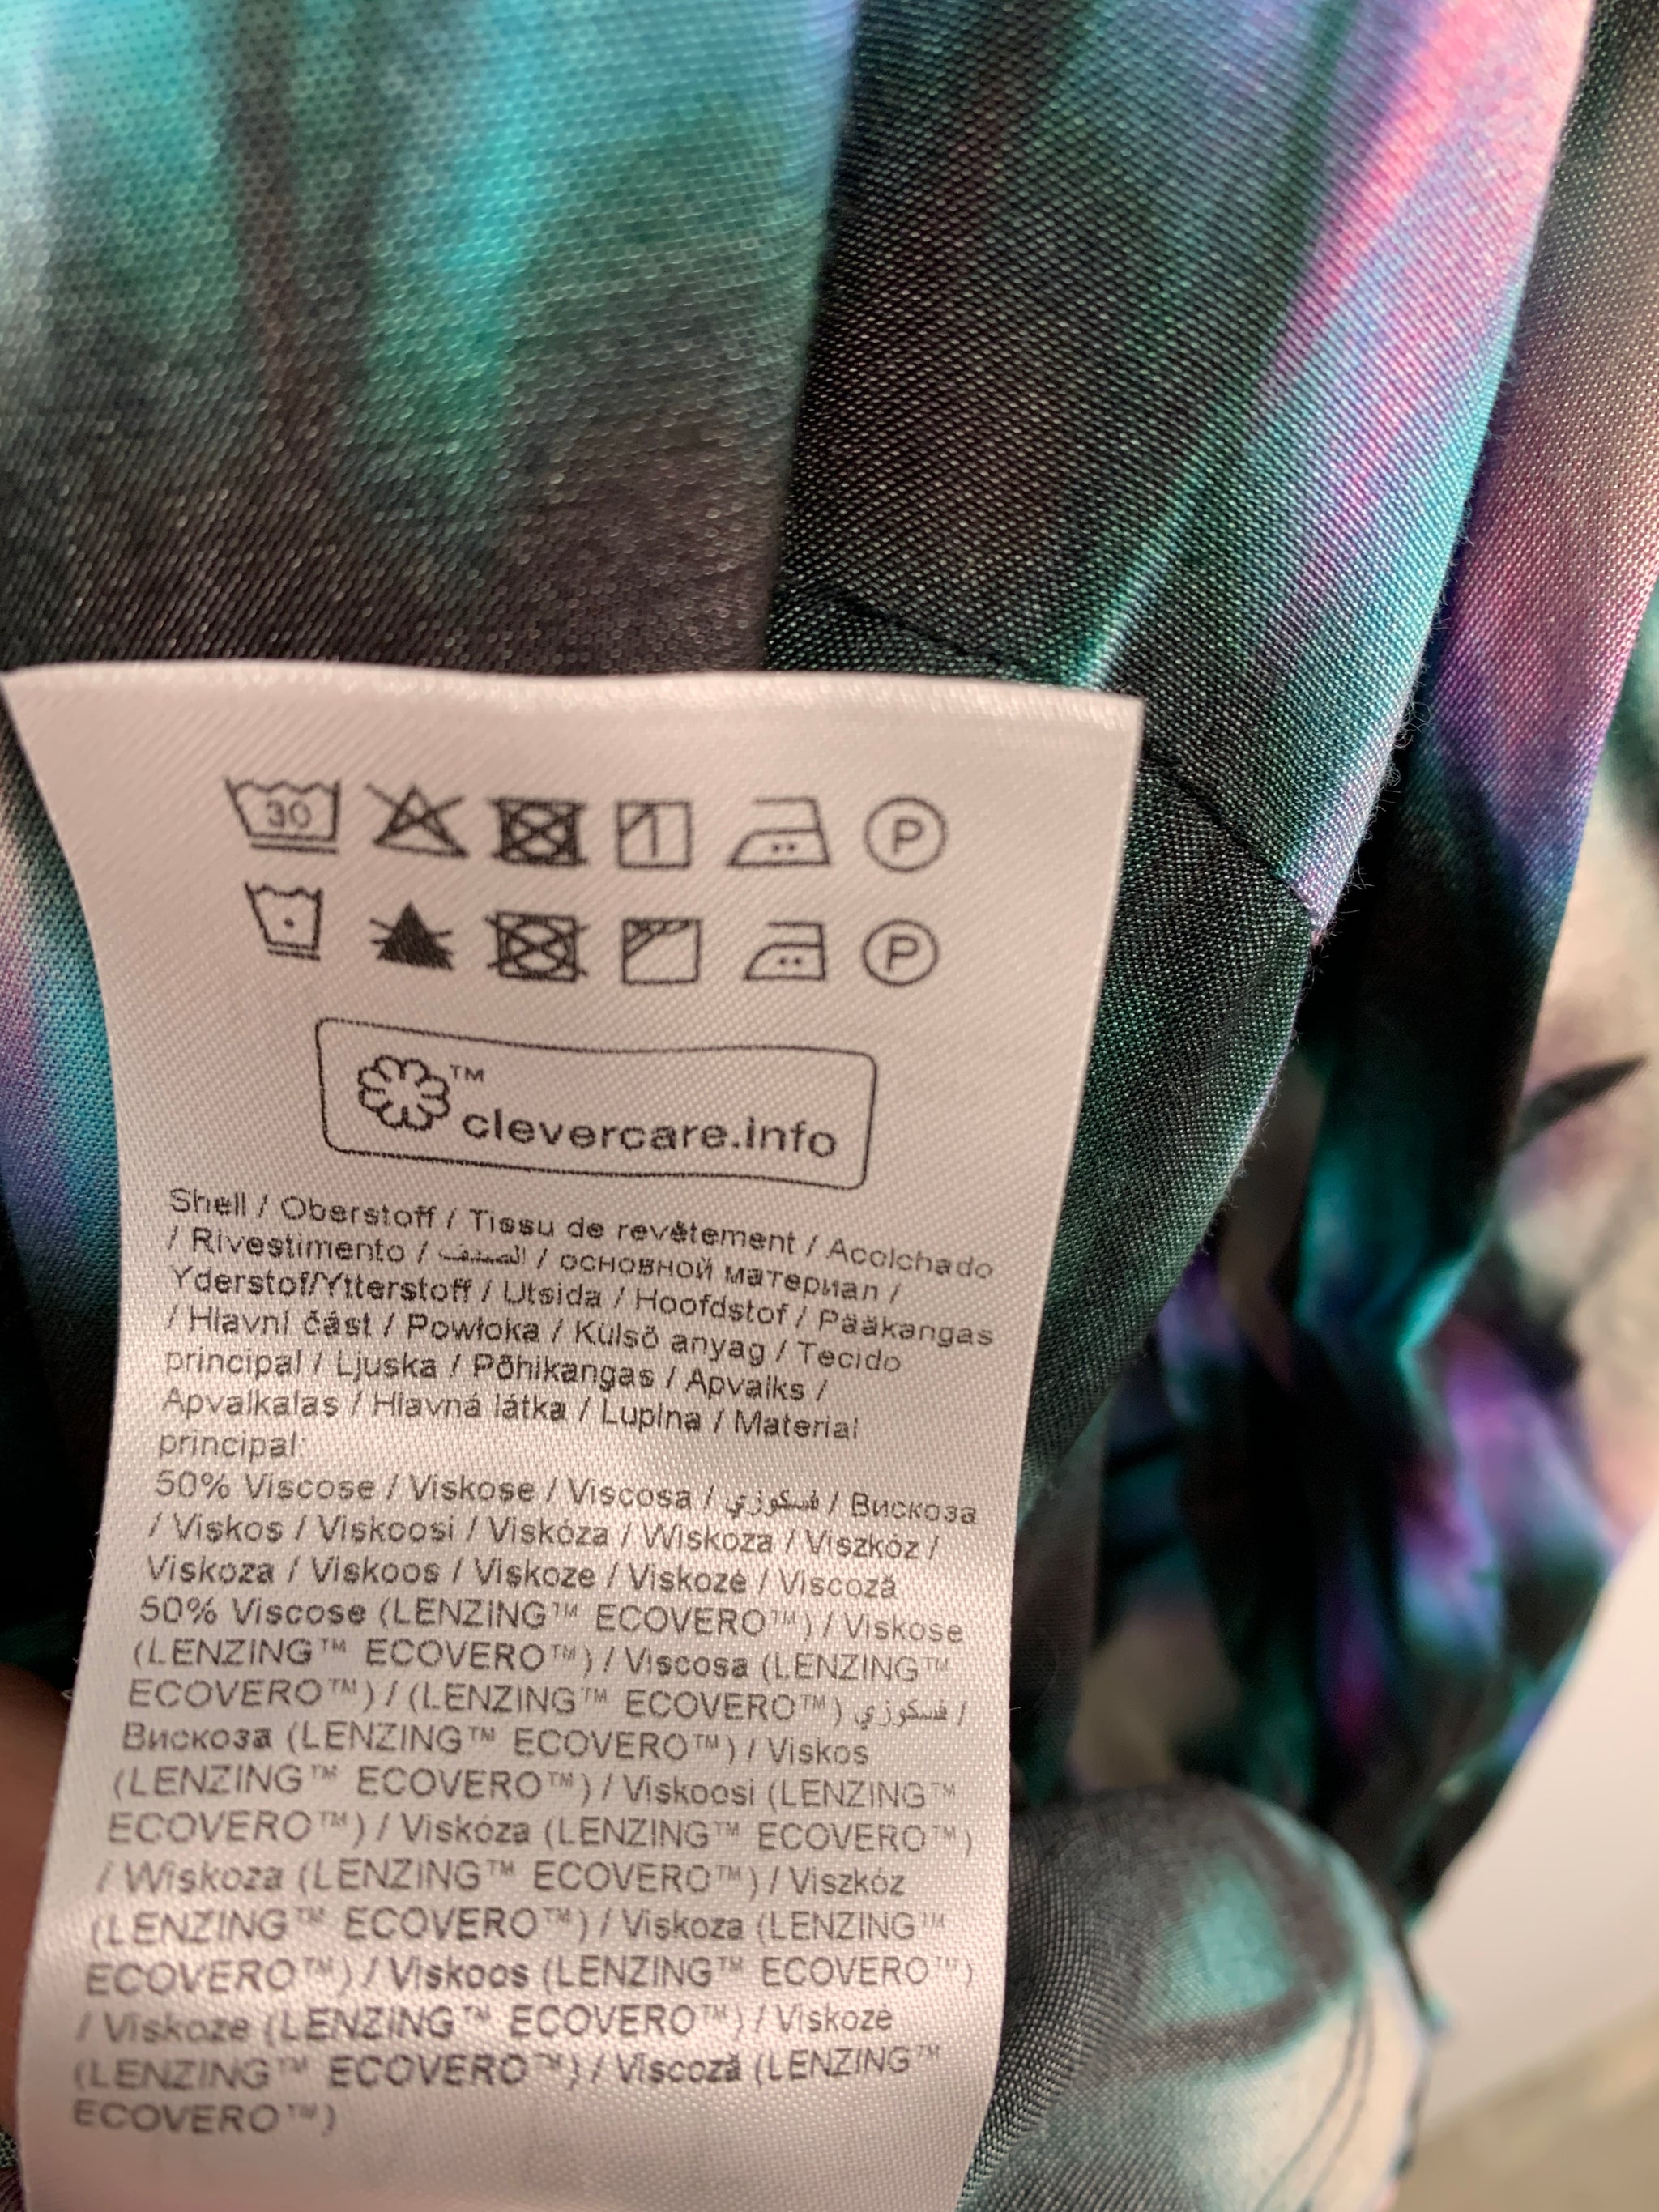 30
P
P
™
clevercare.info
Shell / Oberstoff / Tissu de revêtement / Acolchado
/ Rivestimento / الصنف / основной материал /
Yderstof/Ytterstoff / Utsida / Hoofdstof / Pääkangas
/ Hlavní část / Powłoka / Külső anyag / Tecido
principal / Ljuska / Põhikangas / Apvalks /
Apvalkalas / Hlavná látka / Lupina / Material
principal:
50% Viscose / Viskose / Viscosa / فسكوزي / Вискоза
/ Viskos / Viskoosi / Viskóza / Wiskoza / Viszkóz /
Viskoza / Viskoos / Viskoze / Viskozė / Viscoză
50% Viscose (LENZING™ ECOVERO™) / Viskose
(LENZING™ ECOVERO™) / Viscosa (LENZING™
ECOVERO™) / (LENZING™ ECOVERO™) فسكوزي /
Вискоза (LENZING™ ECOVERO™) / Viskos
(LENZING™ ECOVERO™) / Viskoosi (LENZING™
ECOVERO™) / Viskóza (LENZING™ ECOVERO™)
/ Wiskoza (LENZING™ ECOVERO™) / Viszkóz
(LENZING™ ECOVERO™) / Viskoza (LENZING™
ECOVERO™) / Viskoos (LENZING™ ECOVERO™)
/ Viskoze (LENZING™ ECOVERO™) / Viskozė
(LENZING™ ECOVERO™) / Viscoză (LENZING™
ECOVERO™)